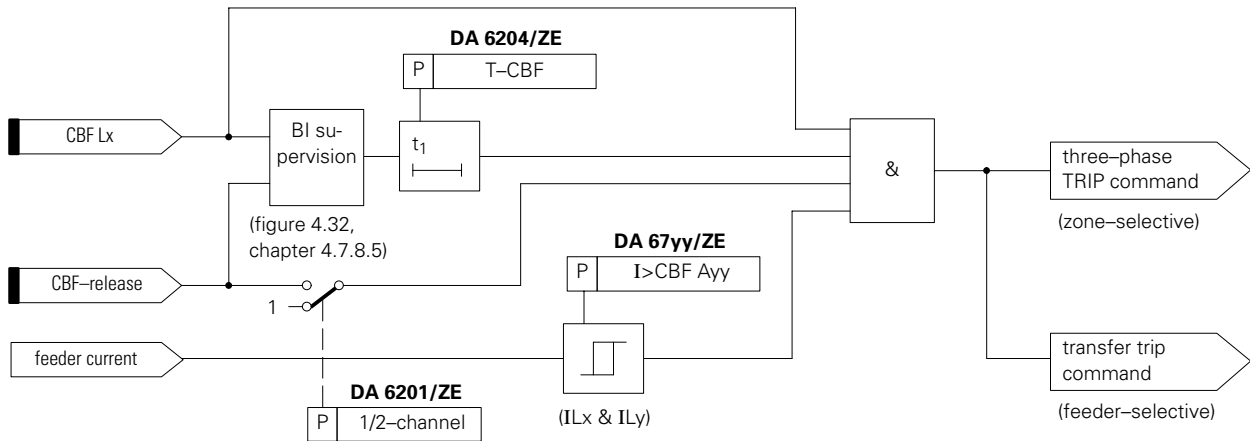 DA 6204/ZE
P T–CBF
CBF Lx
BI su-
pervision
t1
&
three–phase
TRIP command
(zone–selective)
(figure 4.32,
chapter 4.7.8.5)
DA 67yy/ZE
P I>CBF Ayy
CBF–release
1
feeder current
transfer trip
command
(feeder–selective)
DA 6201/ZE
P 1/2–channel
(ILx & ILy)